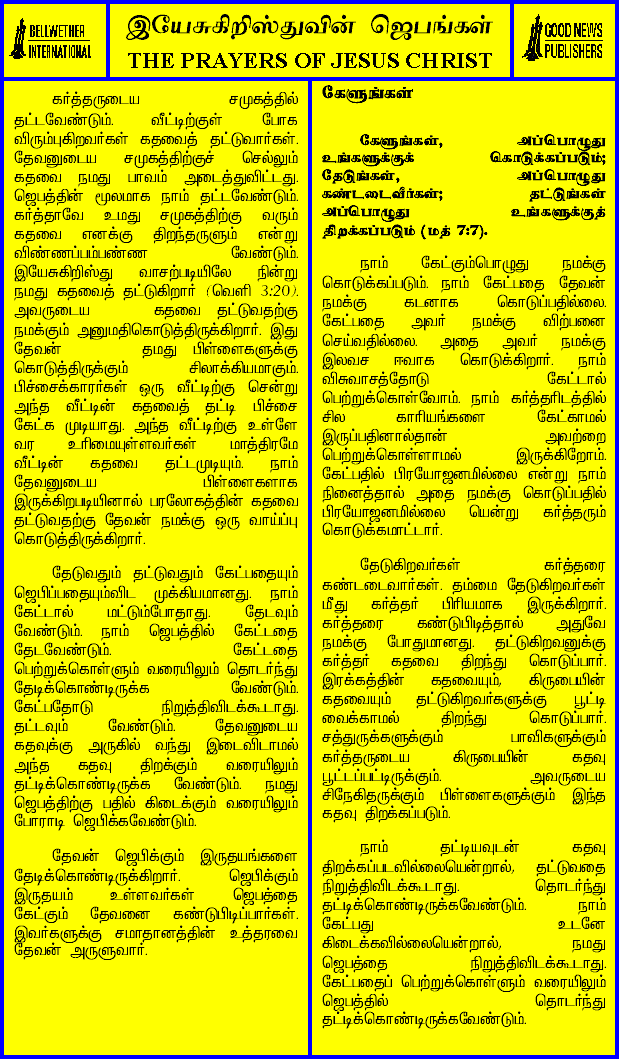 BELLWETHER
INTERNATIONAL
இயேசுகிறிஸ்துவின் ஜெபங்கள்
THE PRAYERS OF JESUS CHRIST
GOOD NEWS
PUBLISHERS
கர்த்தருடைய சமுகத்தில்
தட்டவேண்டும். வீட்டிற்குள் போக
விரும்புகிறவர்கள் கதவைத் தட்டுவார்கள்.
தேவனுடைய சமுகத்திற்குச் செல்லும்
கதவை நமது பாவம் அடைத்துவிட்டது.
ஜெபத்தின் மூலமாக நாம் தட்டவேண்டும்.
கர்த்தாவே உமது சமுகத்திற்கு வரும்
கதவை எனக்கு திறந்தருளும் என்று
விண்ணப்பம்பண்ண வேண்டும்.
இயேசுகிறிஸ்து வாசற்படியிலே நின்று
நமது கதவைத் தட்டுகிறார் (வெளி 3:20).
அவருடைய கதவை தட்டுவதற்கு
நமக்கும் அனுமதிகொடுத்திருக்கிறார். இது
தேவன் தமது பிள்ளைகளுக்கு
கொடுத்திருக்கும் சிலாக்கியமாகும்.
பிச்சைக்காரர்கள் ஒரு வீட்டிற்கு சென்று
அந்த வீட்டின் கதவைத் தட்டி பிச்சை
கேட்க முடியாது. அந்த வீட்டிற்கு உள்ளே
வர உரிமையுள்ளவர்கள் மாத்திரமே
வீட்டின் கதவை தட்டமுடியும். நாம்
தேவனுடைய பிள்ளைகளாக
இருக்கிறபடியினால் பரலோகத்தின் கதவை
தட்டுவதற்கு தேவன் நமக்கு ஒரு வாய்ப்பு
கொடுத்திருக்கிறார்.
தேடுவதும் தட்டுவதும் கேட்பதையும்
ஜெபிப்பதையும்விட முக்கியமானது. நாம்
கேட்டால் மட்டும்போதாது. தேடவும்
வேண்டும். நாம் ஜெபத்தில் கேட்டதை
தேடவேண்டும். கேட்டதை
பெற்றுக்கொள்ளும் வரையிலும் தொடர்ந்து
தேடிக்கொண்டிருக்க வேண்டும்.
கேட்பதோடு நிறுத்திவிடக்கூடாது.
தட்டவும் வேண்டும். தேவனுடைய
கதவுக்கு அருகில் வந்து இடைவிடாமல்
அந்த கதவு திறக்கும் வரையிலும்
தட்டிக்கொண்டிருக்க வேண்டும். நமது
ஜெபத்திற்கு பதில் கிடைக்கும் வரையிலும்
போராடி ஜெபிக்கவேண்டும்.
தேவன் ஜெபிக்கும் இருதயங்களை
தேடிக்கொண்டிருக்கிறார். ஜெபிக்கும்
இருதயம் உள்ளவர்கள் ஜெபத்தை
கேட்கும் தேவனை கண்டுபிடிப்பார்கள்.
இவர்களுக்கு சமாதானத்தின் உத்தரவை
தேவன் அருளுவார்.
கேளுங்கள்
கேளுங்கள், அப்பொழுது
உங்களுக்குக் கொடுக்கப்படும்;
தேடுங்கள், அப்பொழுது
கண்டடைவீர்கள்; தட்டுங்கள்
அப்பொழுது உங்களுக்குத்
திறக்கப்படும் (மத் 7:7).
நாம் கேட்கும்பொழுது நமக்கு
கொடுக்கப்படும். நாம் கேட்பதை தேவன்
நமக்கு கடனாக கொடுப்பதில்லை.
கேட்பதை அவர் நமக்கு விற்பனை
செய்வதில்லை. அதை அவர் நமக்கு
இலவச ஈவாக கொடுக்கிறார். நாம்
விசுவாசத்தோடு கேட்டால்
பெற்றுக்கொள்வோம். நாம் கர்த்தரிடத்தில்
சில காரியங்களை கேட்காமல்
இருப்பதினால்தான் அவற்றை
பெற்றுக்கொள்ளாமல் இருக்கிறோம்.
கேட்பதில் பிரயோஜனமில்லை என்று நாம்
நினைத்தால் அதை நமக்கு கொடுப்பதில்
பிரயோஜனமில்லை யென்று கர்த்தரும்
கொடுக்கமாட்டார்.
தேடுகிறவர்கள் கர்த்தரை
கண்டடைவார்கள். தம்மை தேடுகிறவர்கள்
மீது கர்த்தர் பிரியமாக இருக்கிறார்.
கர்த்தரை கண்டுபிடித்தால் அதுவே
நமக்கு போதுமானது. தட்டுகிறவனுக்கு
கர்த்தர் கதவை திறந்து கொடுப்பார்.
இரக்கத்தின் கதவையும், கிருபையின்
கதவையும் தட்டுகிறவர்களுக்கு பூட்டி
வைக்காமல் திறந்து கொடுப்பார்.
சத்துருக்களுக்கும் பாவிகளுக்கும்
கர்த்தருடைய கிருபையின் கதவு
பூட்டப்பட்டிருக்கும். அவருடைய
சிநேகிதருக்கும் பிள்ளைகளுக்கும் இந்த
கதவு திறக்கப்படும்.
நாம் தட்டியவுடன் கதவு
திறக்கப்படவில்லையென்றால், தட்டுவதை
நிறுத்திவிடக்கூடாது. தொடர்ந்து
தட்டிக்கொண்டிருக்கவேண்டும். நாம்
கேட்பது உடனே
கிடைக்கவில்லையென்றால், நமது
ஜெபத்தை நிறுத்திவிடக்கூடாது.
கேட்பதைப் பெற்றுக்கொள்ளும் வரையிலும்
ஜெபத்தில் தொடர்ந்து
தட்டிக்கொண்டிருக்கவேண்டும்.